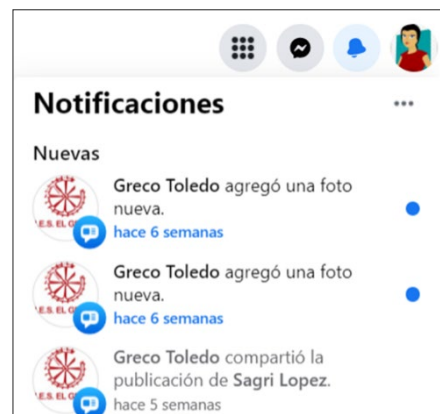 Notificaciones
Nuevas
Greco Toledo agregó una foto
nueva.
hace 6 semanas
Greco Toledo agregó una foto
nueva.
hace 6 semanas
Greco Toledo compartió la
publicación de Sagri Lopez.
hace 5 semanas